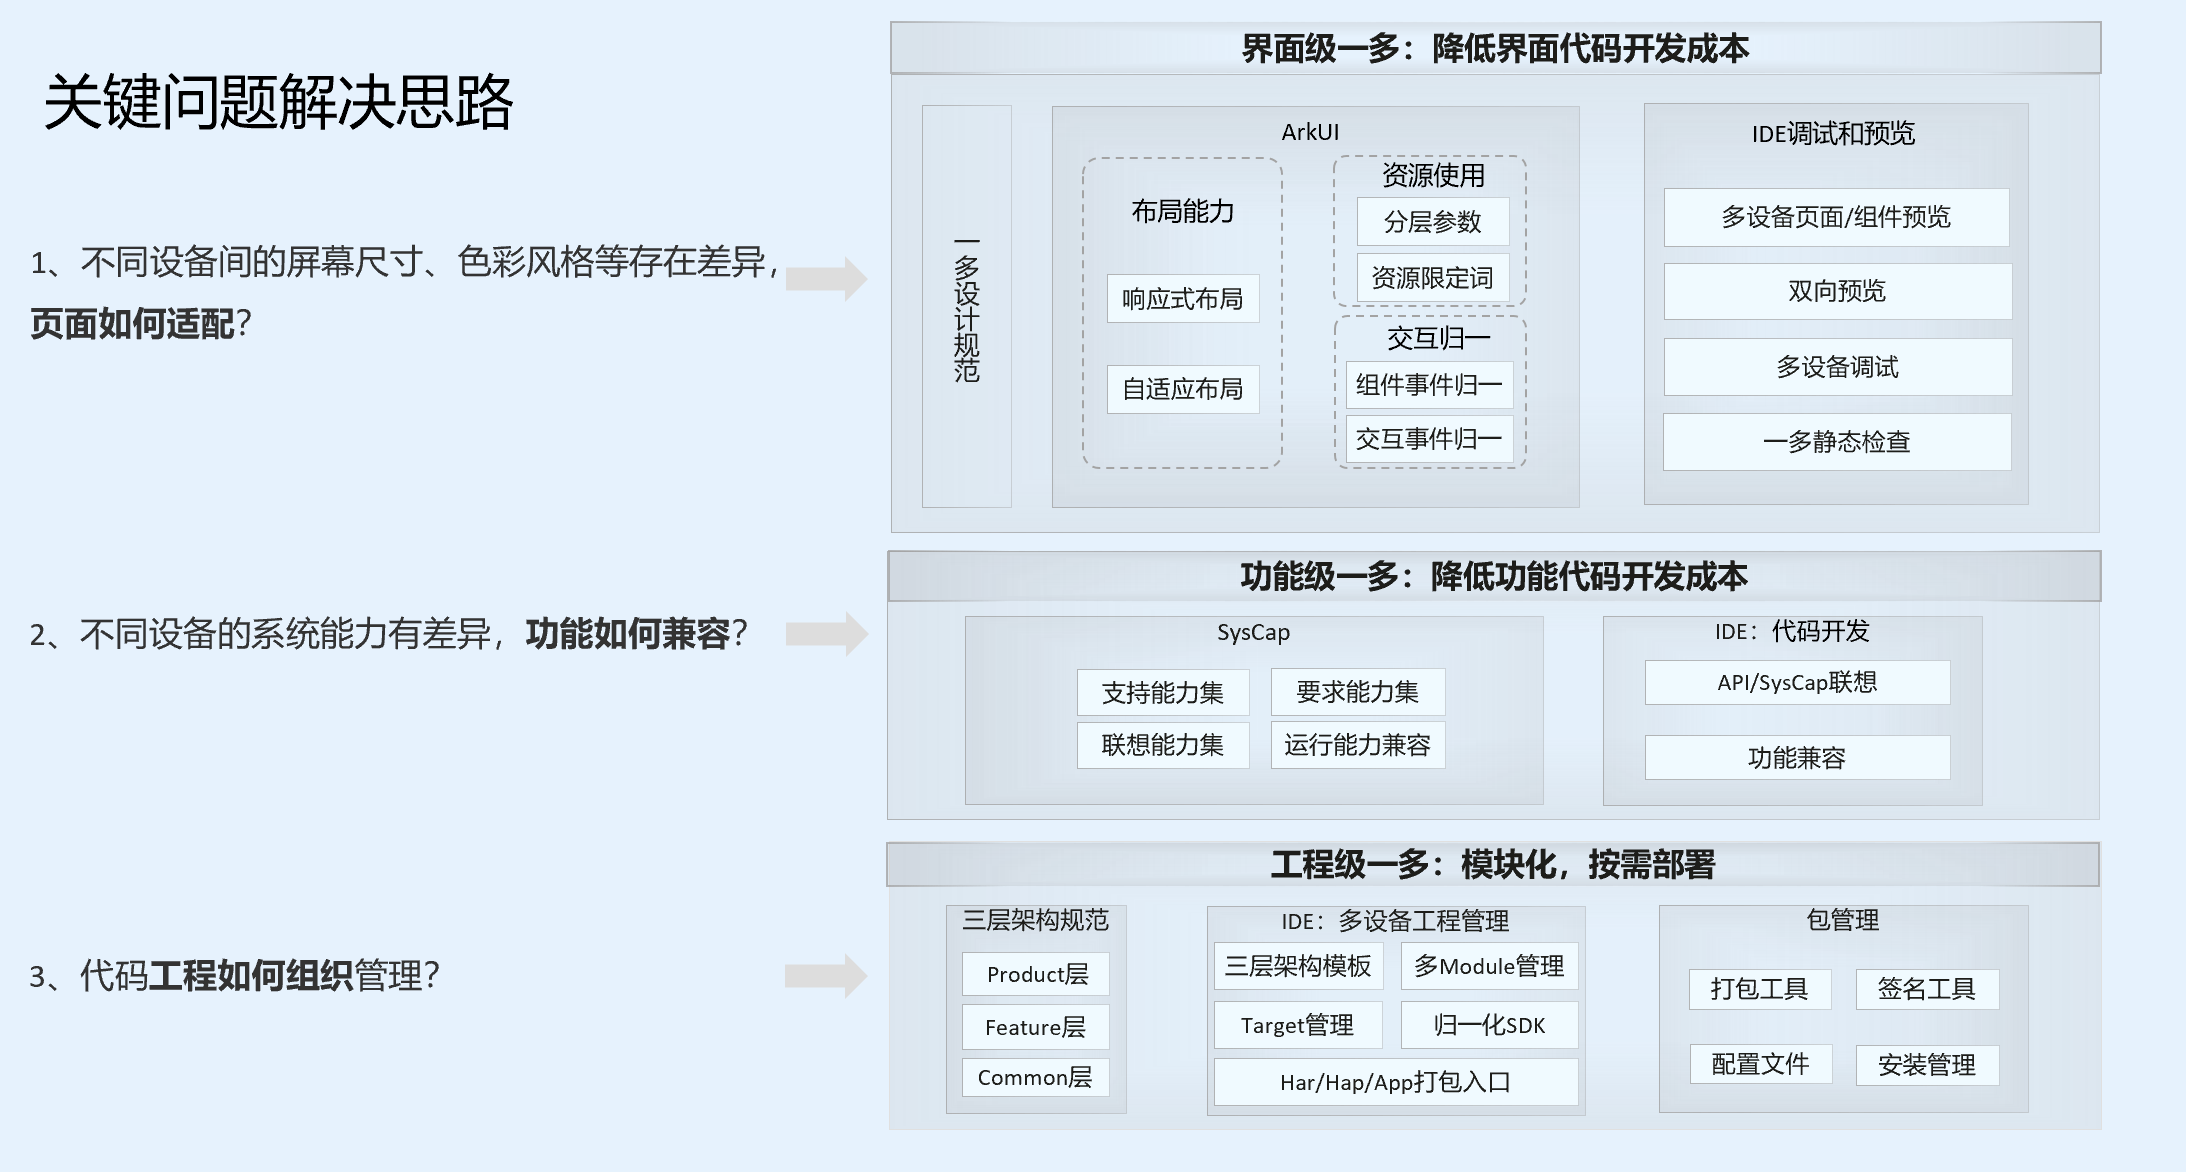 关键问题解决思路
1、不同设备间的屏幕尺寸、色彩风格等存在差异，
页面如何适配？
2、不同设备的系统能力有差异，功能如何兼容？
3、代码工程如何组织管理？
界面级一多：降低界面代码开发成本
一多设计规范
ArkUI
布局能力
响应式布局
自适应布局
资源使用
分层参数
资源限定词
交互归一
组件事件归一
交互事件归一
IDE调试和预览
多设备页面/组件预览
双向预览
多设备调试
一多静态检查
功能级一多：降低功能代码开发成本
SysCap
支持能力集
要求能力集
联想能力集
运行能力兼容
IDE：代码开发
API/SysCap联想
功能兼容
工程级一多：模块化，按需部署
三层架构规范
Product层
Feature层
Common层
IDE：多设备工程管理
三层架构模板
多Module管理
Target管理
归一化SDK
Har/Hap/App打包入口
包管理
打包工具
签名工具
配置文件
安装管理